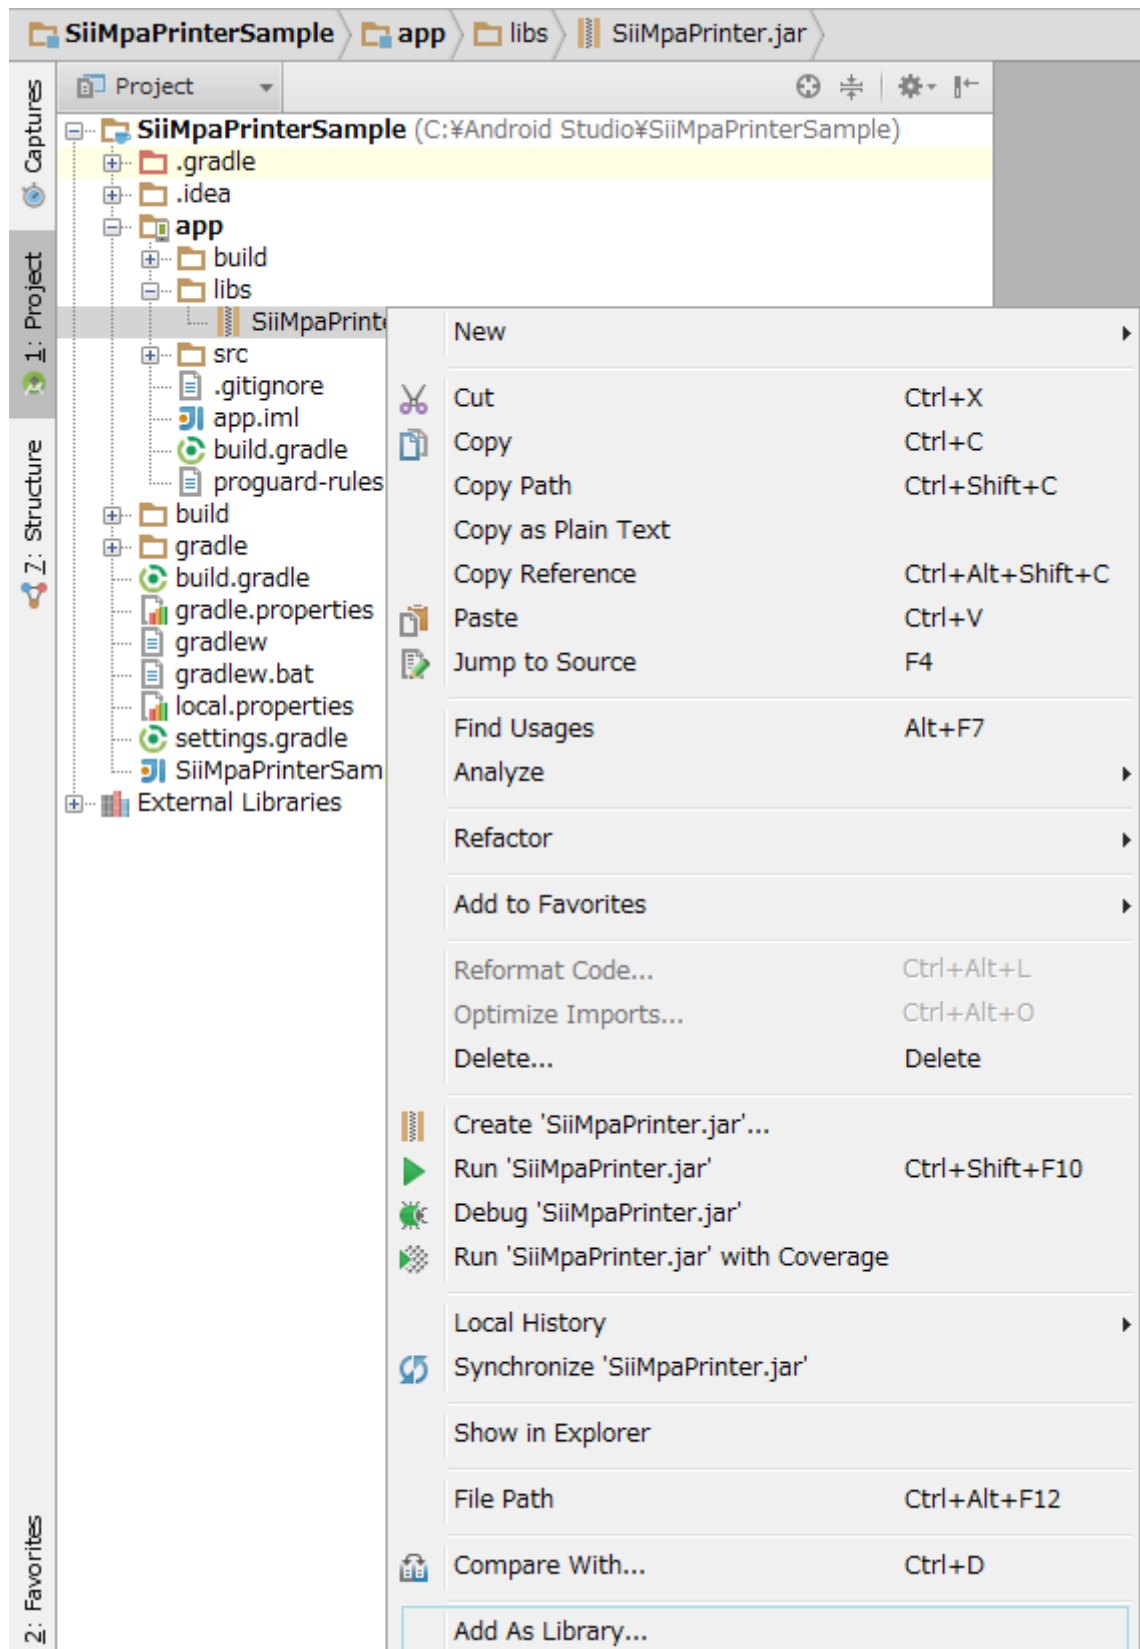 SiiMpaPrinterSample app libs SiiMpaPrinter.jar
Captures
1: Project
7: Structure
2: Favorites
Project
SiiMpaPrinterSample (C:¥Android Studio¥SiiMpaPrinterSample)
.gradle
.idea
app
build
libs
SiiMpaPrinte
src
.gitignore
app.iml
build.gradle
proguard-rules
build
gradle
build.gradle
gradle.properties
gradlew
gradlew.bat
local.properties
settings.gradle
SiiMpaPrinterSam
External Libraries
New
Cut Ctrl+X
Copy Ctrl+C
Copy Path Ctrl+Shift+C
Copy as Plain Text
Copy Reference Ctrl+Alt+Shift+C
Paste Ctrl+V
Jump to Source F4
Find Usages Alt+F7
Analyze
Refactor
Add to Favorites
Reformat Code... Ctrl+Alt+L
Optimize Imports... Ctrl+Alt+O
Delete... Delete
Create 'SiiMpaPrinter.jar'...
Run 'SiiMpaPrinter.jar' Ctrl+Shift+F10
Debug 'SiiMpaPrinter.jar'
Run 'SiiMpaPrinter.jar' with Coverage
Local History
Synchronize 'SiiMpaPrinter.jar'
Show in Explorer
File Path Ctrl+Alt+F12
Compare With... Ctrl+D
Add As Library...